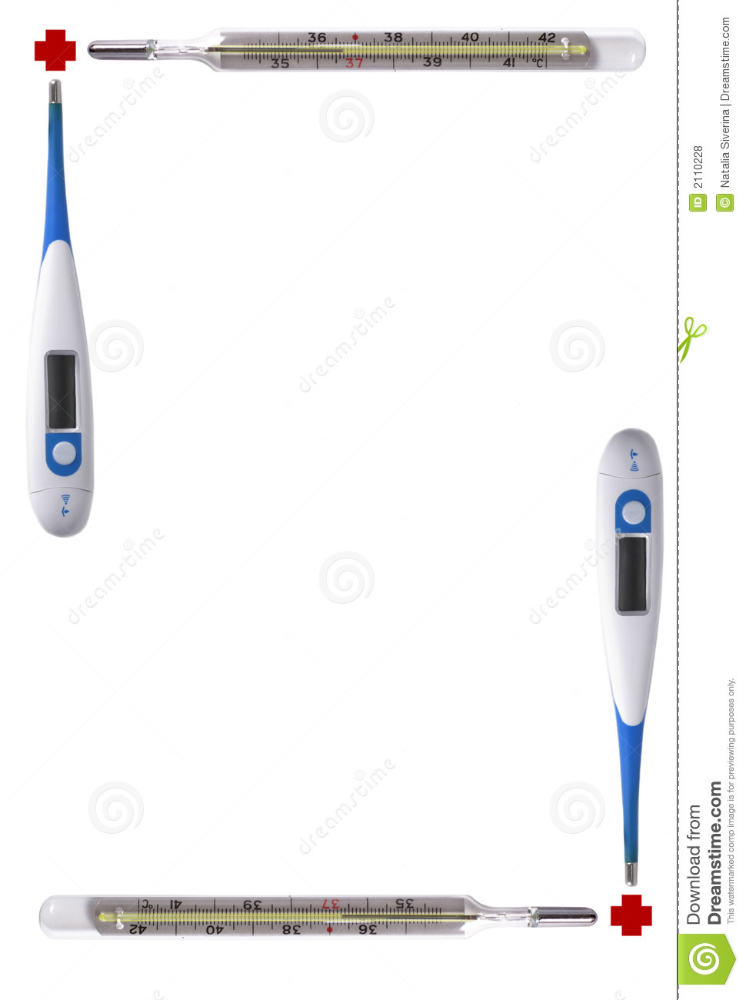 36 38 40 42
35 37 39 41 °C
dreamstime
dreamstime
dreamstime
dreamstime
dreamstime
dreamstime
dreamstime
°C 41 39 37 35
42 40 38 36
ID 2110228
© Natalia Siverina | Dreamstime.com
Download from
Dreamstime.com
This watermarked comp image is for previewing purposes only.